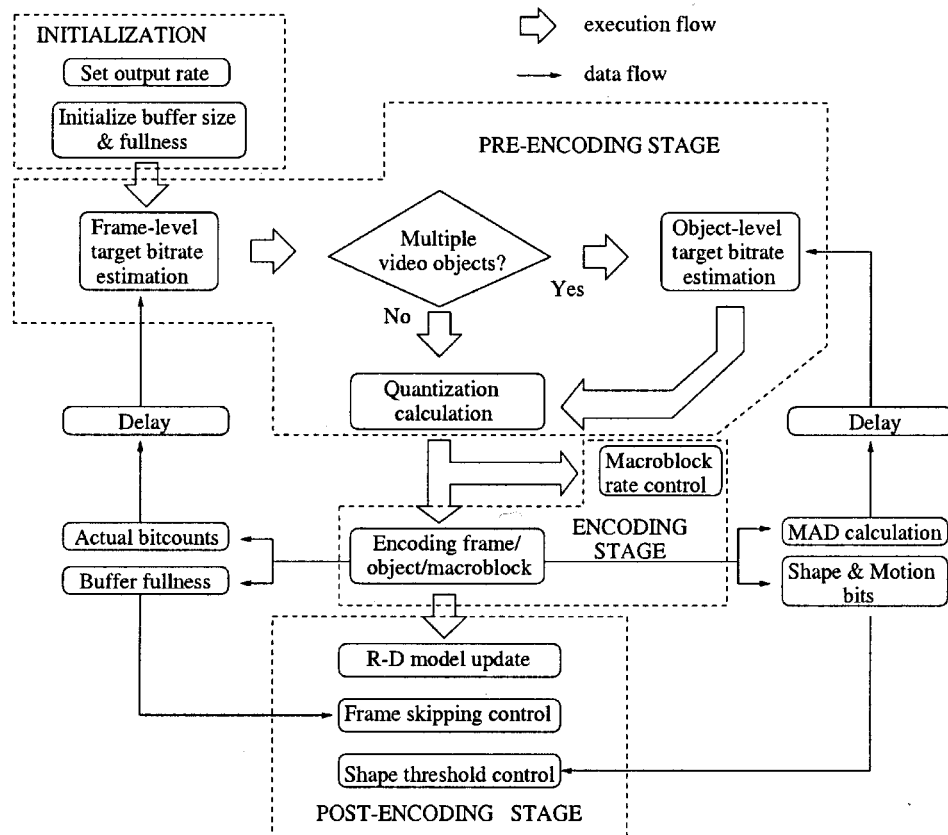 INITIALIZATION
Set output rate
Initialize buffer size
& fullness
execution flow
data flow
PRE-ENCODING STAGE
Frame-level
target bitrate
estimation
Multiple
video objects?
Yes
No
Object-level
target bitrate
estimation
Quantization
calculation
Delay
Delay
Macroblock
rate control
ENCODING
STAGE
Actual bitcounts
Buffer fullness
Encoding frame/
object/macroblock
MAD calculation
Shape & Motion
bits
R-D model update
Frame skipping control
Shape threshold control
POST-ENCODING STAGE